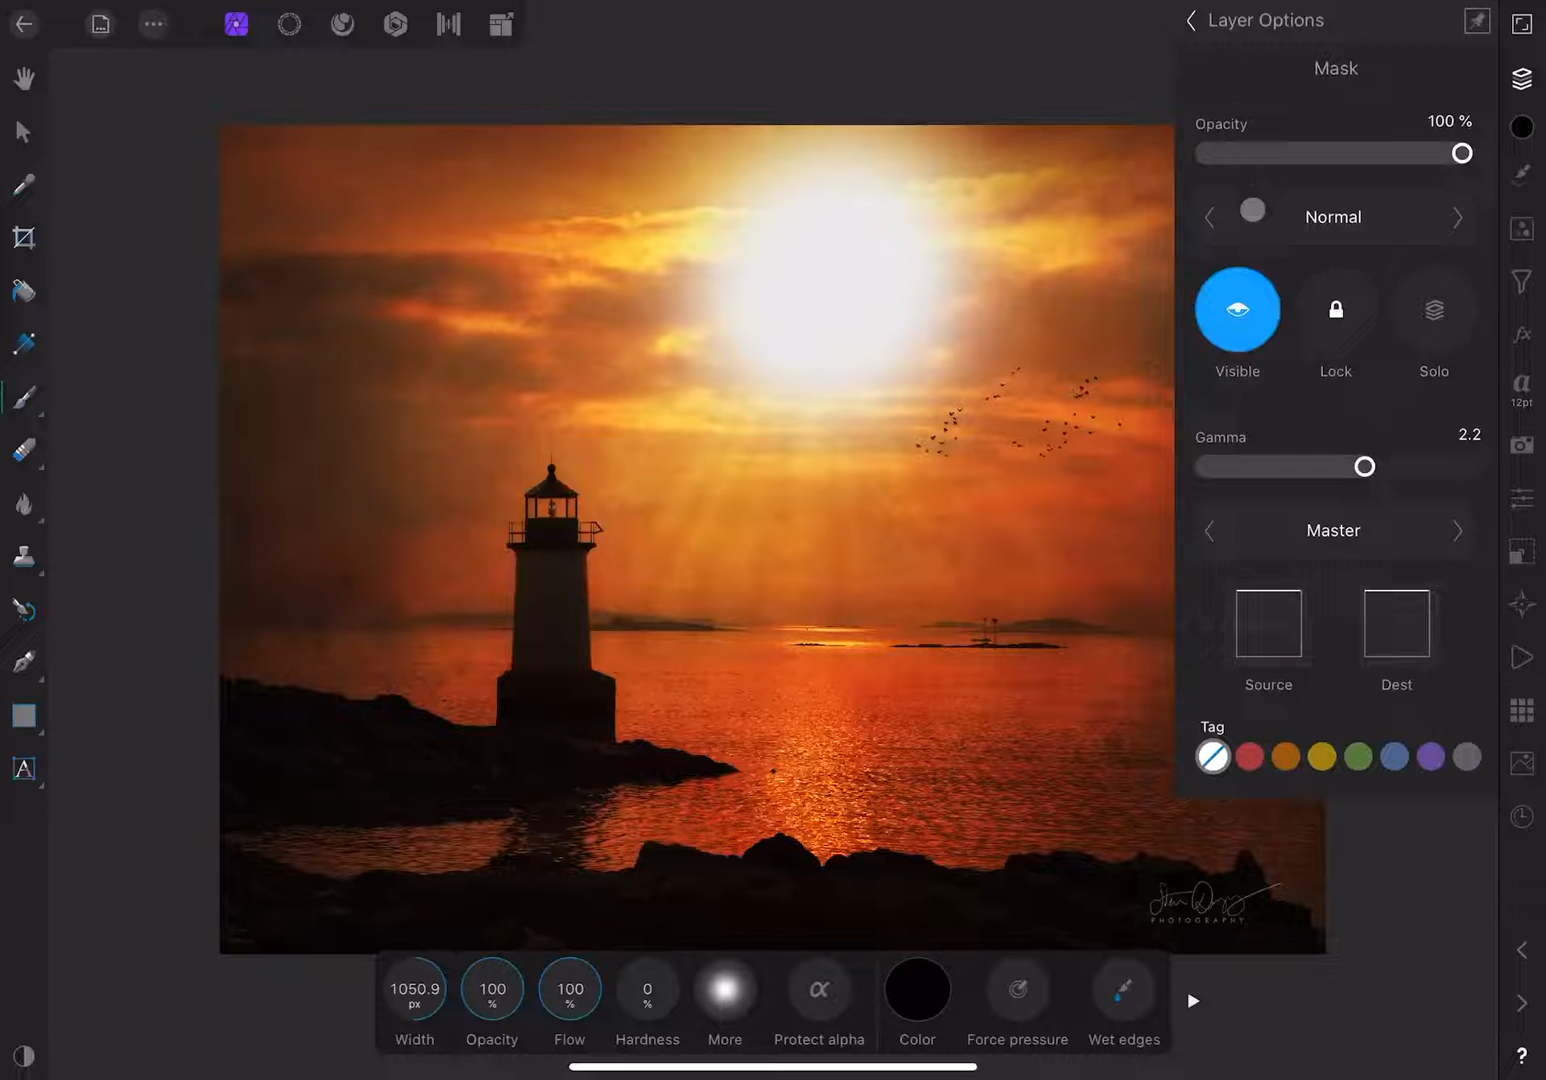 Layer Options
Mask
Opacity
100 %
Normal
Visible
Lock
Solo
Gamma
2.2
Master
Source
Dest
Tag
a
12pt
A
PHOTOGRAPHY
1050.9
px
100
%
100
%
0
%
α
Width
Opacity
Flow
Hardness
More
Protect alpha
Color
Force pressure
Wet edges
?